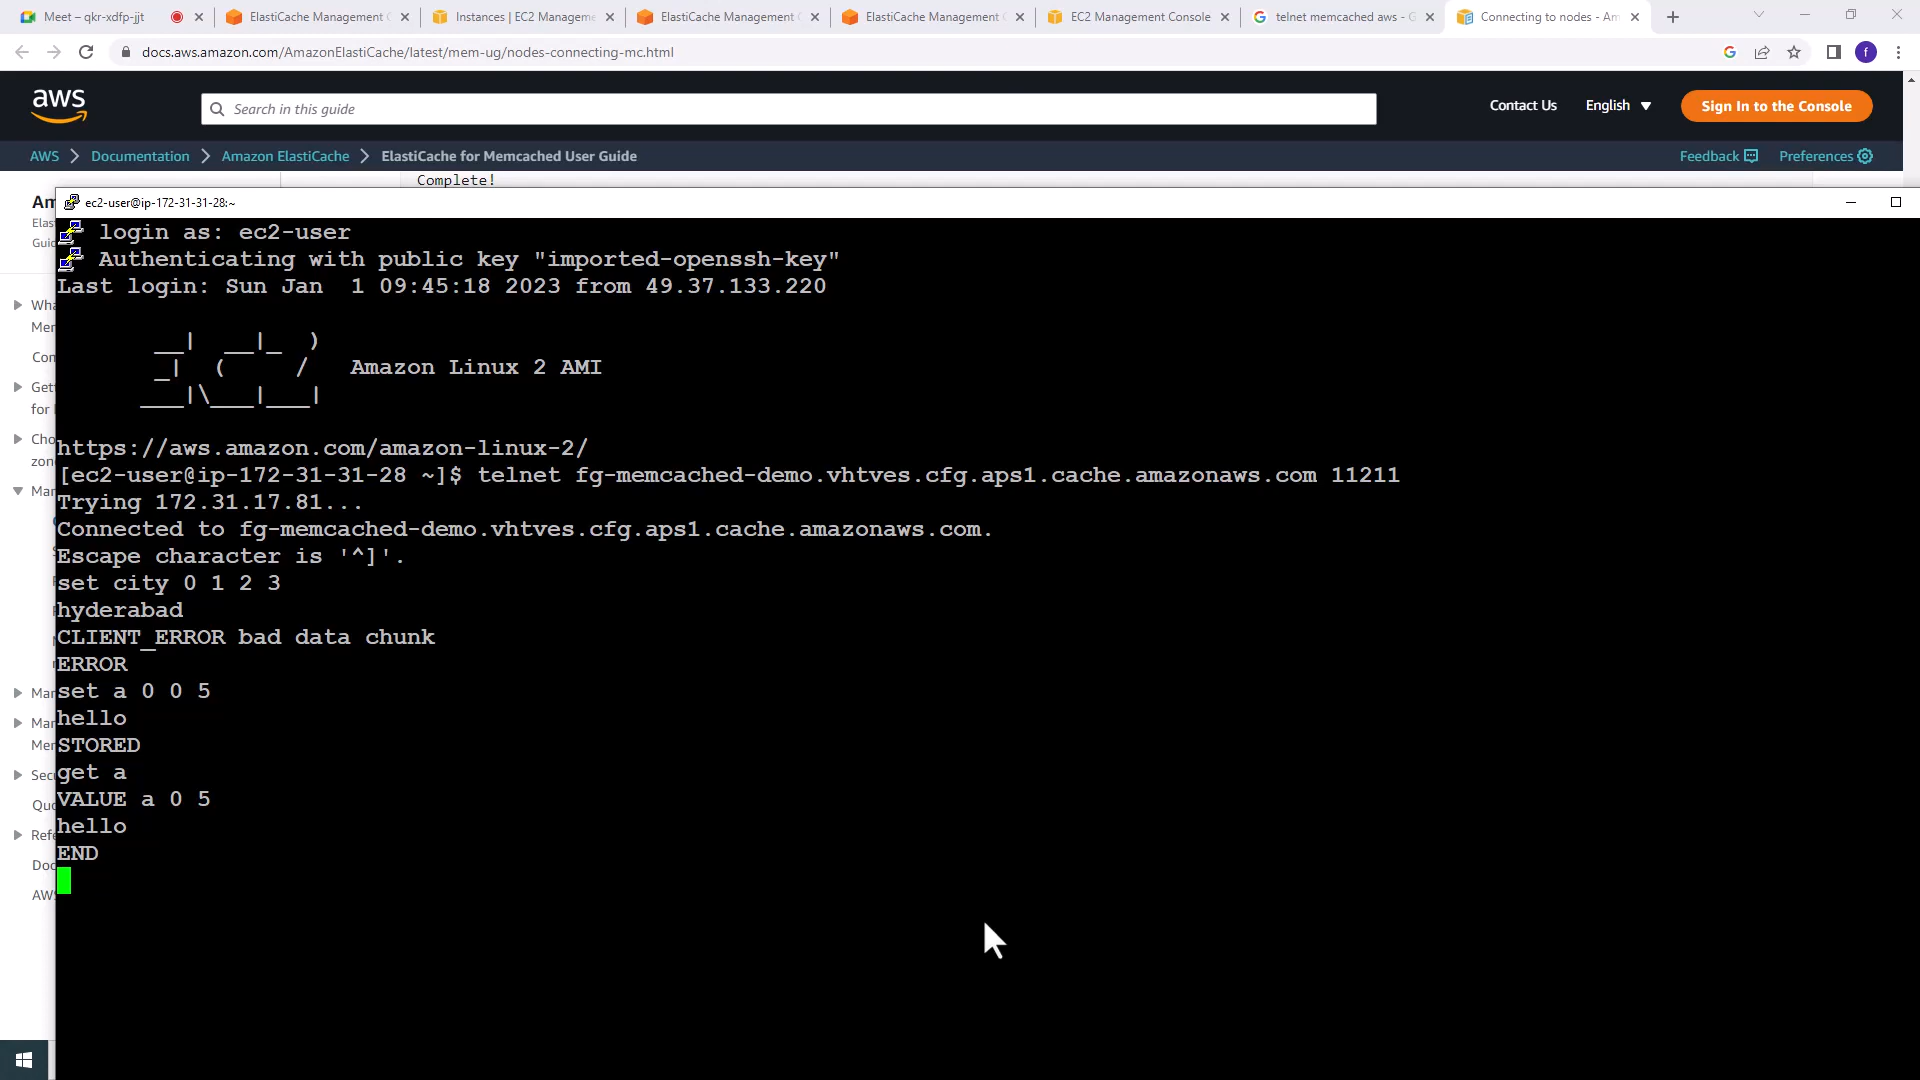 Meet – qkr-xdfp-jjt
ElastiCache Management
Instances | EC2 Managem
ElastiCache Management
ElastiCache Management
EC2 Management Console
telnet memcached aws - G
Connecting to nodes - Am
docs.aws.amazon.com/AmazonElastiCache/latest/mem-ug/nodes-connecting-mc.html
f
aws
Search in this guide
Contact Us
English
Sign In to the Console
AWS
Documentation
Amazon ElastiCache
ElastiCache for Memcached User Guide
Feedback
Preferences
Complete!
ec2-user@ip-172-31-31-28:~
login as: ec2-user
Authenticating with public key "imported-openssh-key"
Last login: Sun Jan  1 09:45:18 2023 from 49.37.133.220
__|  __|_  )
_|  (     /   Amazon Linux 2 AMI
___|\___|___|
https://aws.amazon.com/amazon-linux-2/
[ec2-user@ip-172-31-31-28 ~]$ telnet fg-memcached-demo.vhtves.cfg.aps1.cache.amazonaws.com 11211
Trying 172.31.17.81...
Connected to fg-memcached-demo.vhtves.cfg.aps1.cache.amazonaws.com.
Escape character is '^]'.
set city 0 1 2 3
hyderabad
CLIENT_ERROR bad data chunk
ERROR
set a 0 0 5
hello
STORED
get a
VALUE a 0 5
hello
END